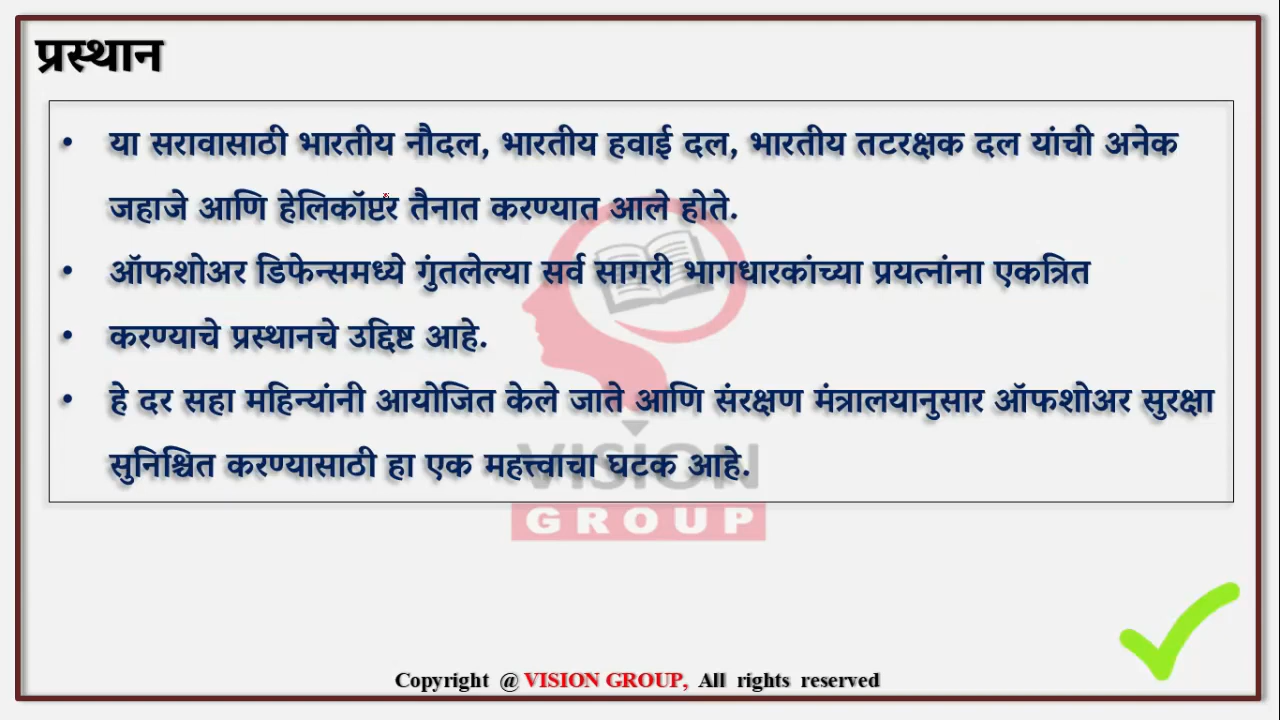 प्रस्थान
• या सरावासाठी भारतीय नौदल, भारतीय हवाई दल, भारतीय तटरक्षक दल यांची अनेक
जहाजे आणि हेलिकॉप्टर तैनात करण्यात आले होते.
• ऑफशोअर डिफेन्समध्ये गुंतलेल्या सर्व सागरी भागधारकांच्या प्रयत्नांना एकत्रित
• करण्याचे प्रस्थानचे उद्दिष्ट आहे.
• हे दर सहा महिन्यांनी आयोजित केले जाते आणि संरक्षण मंत्रालयानुसार ऑफशोअर सुरक्षा
सुनिश्चित करण्यासाठी हा एक महत्त्वाचा घटक आहे.
VISION
GROUP
Copyright @ VISION GROUP, All rights reserved